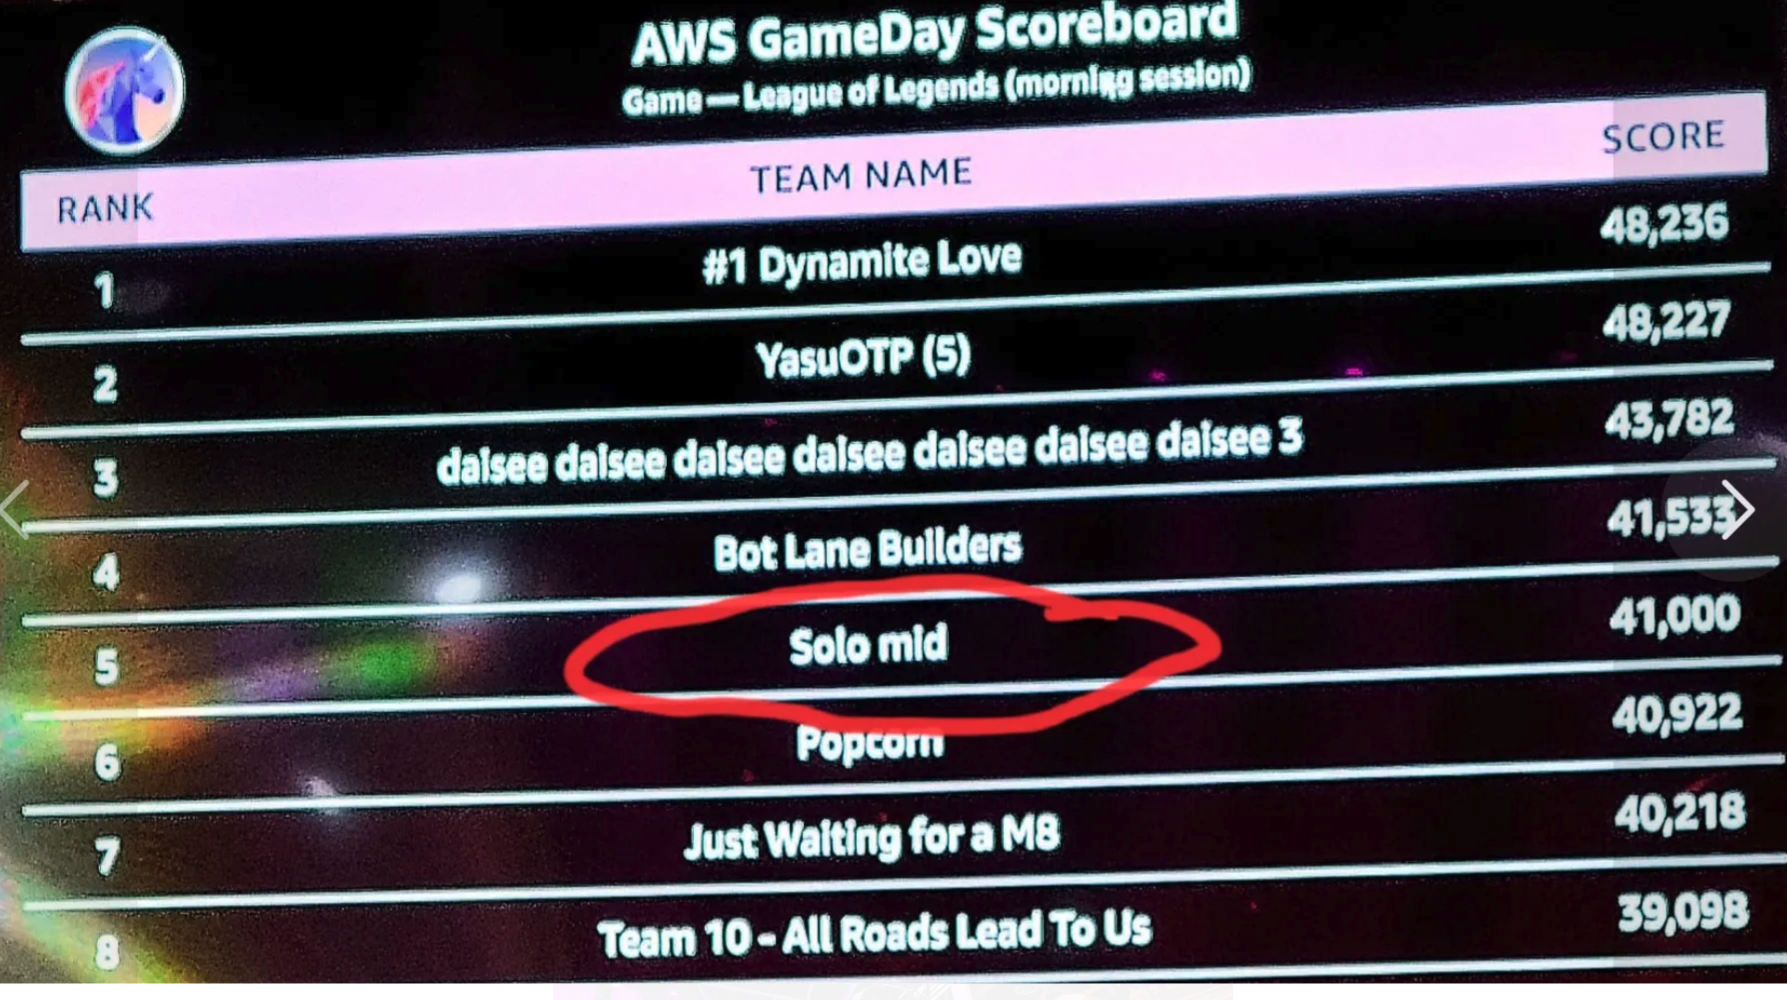 AWS GameDay Scoreboard
Game — League of Legends (morning session)
RANK TEAM NAME SCORE
1 #1 Dynamite Love 48,236
2 YasuOTP (5) 48,227
3 daisee daisee daisee daisee daisee daisee daisee 3 43,782
4 Bot Lane Builders 41,533
5 Solo mid 41,000
6 Popcorn 40,922
7 Just Waiting for a M8 40,218
8 Team 10 - All Roads Lead To Us 39,098